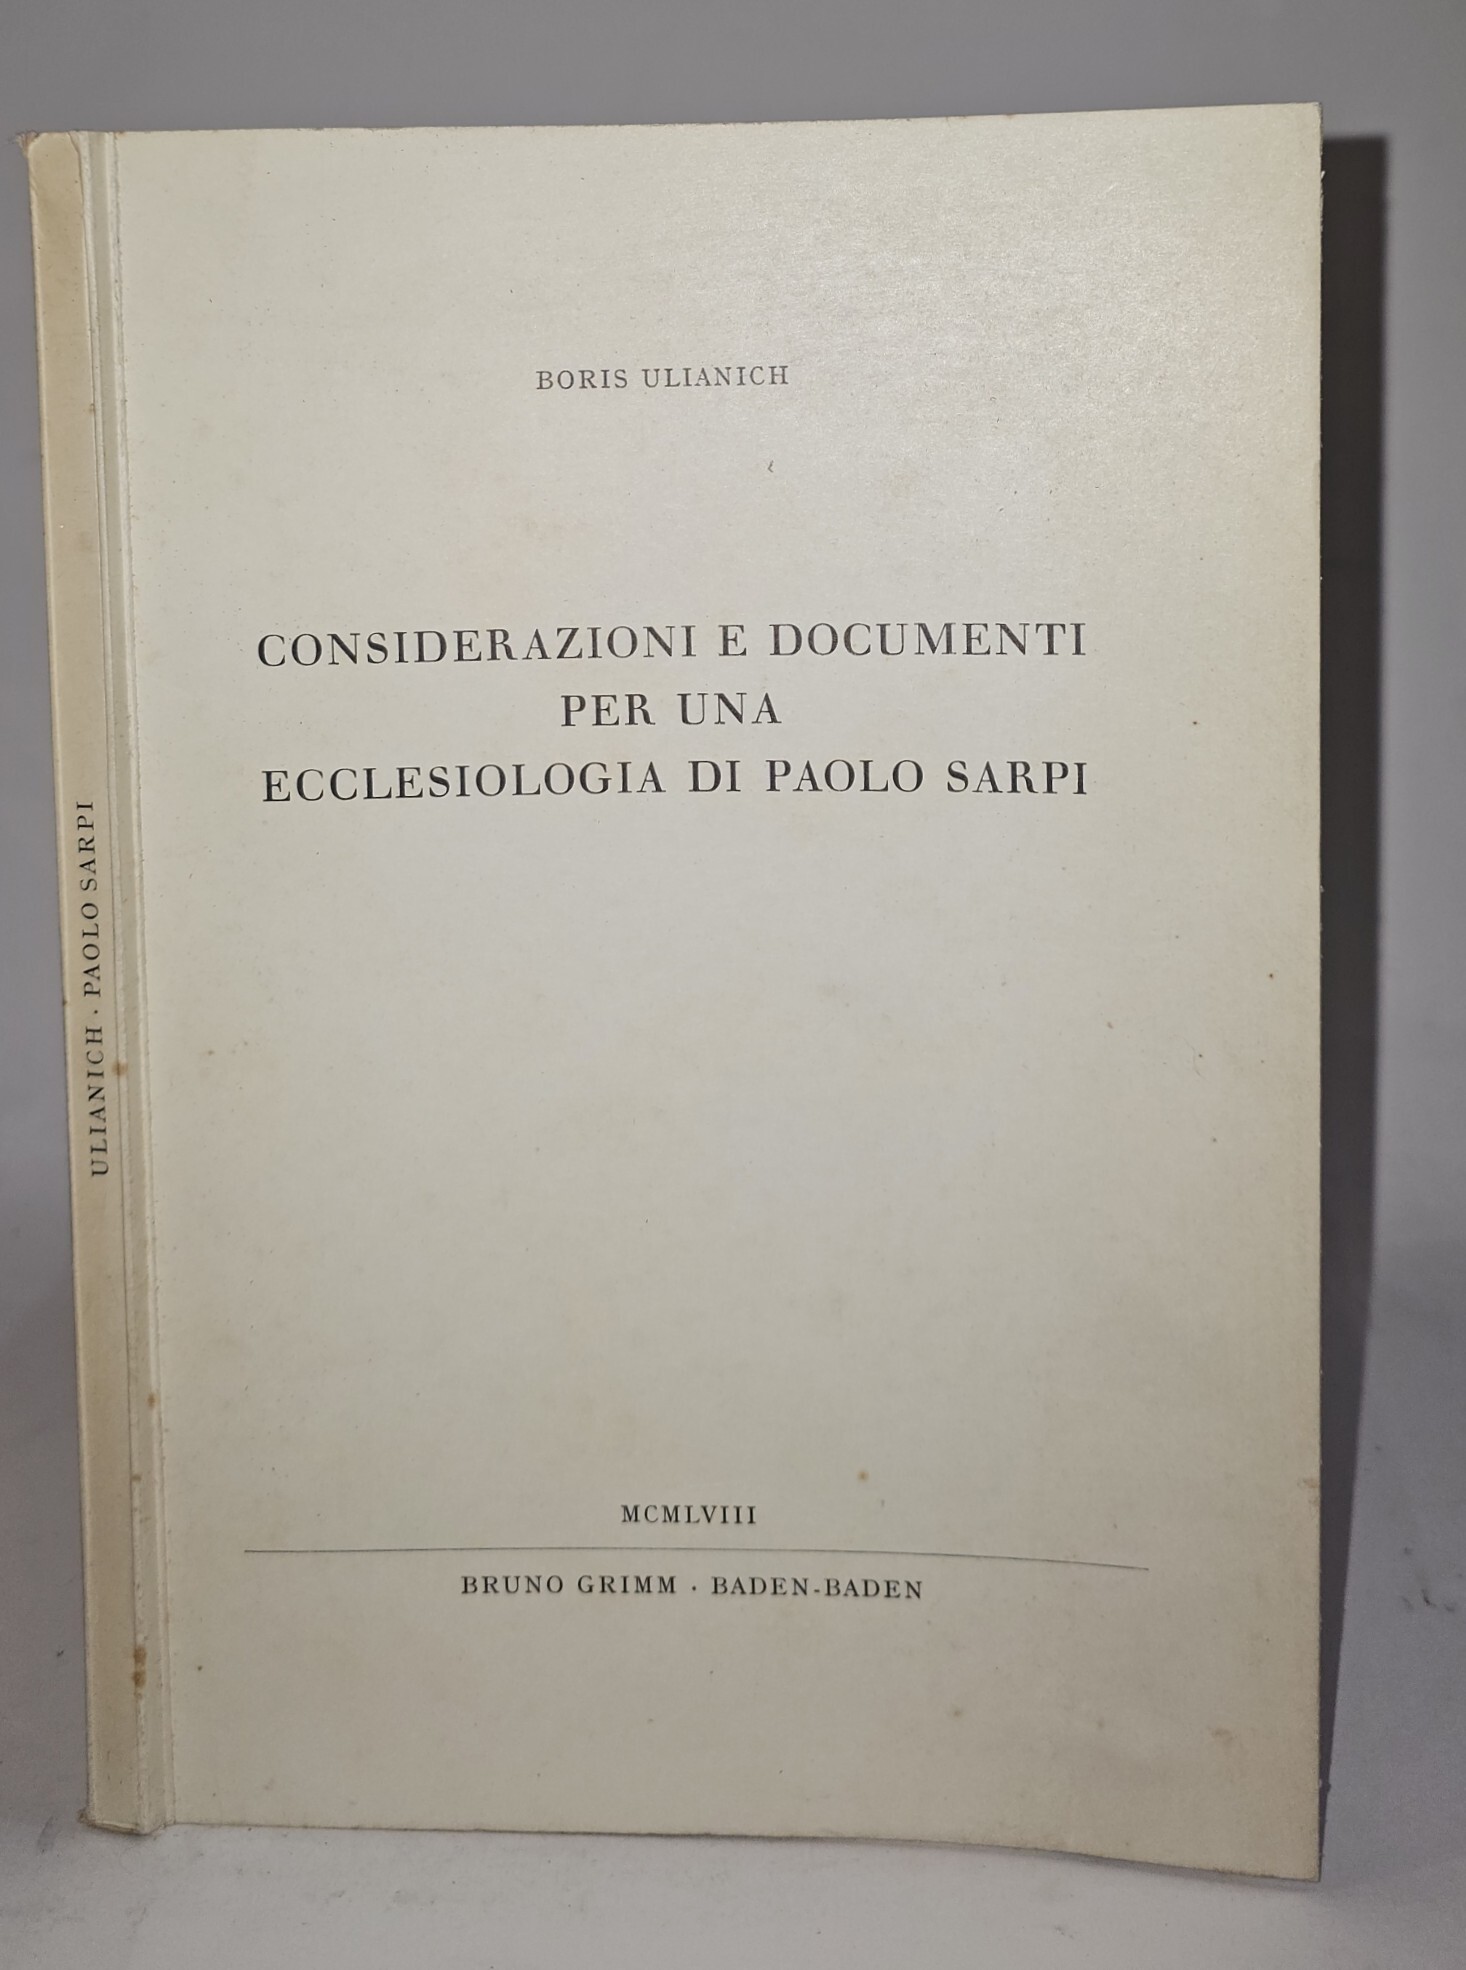 BORIS ULIANICH
CONSIDERAZIONI E DOCUMENTI
PER UNA
ECCLESIOLOGIA DI PAOLO SARPI
MCMLVIII
BRUNO GRIMM · BADEN-BADEN
ULIANICH · PAOLO SARPI